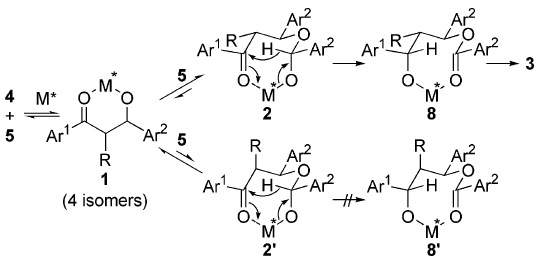 R Ar² O Ar¹ H Ar² O O M* 2
R Ar² O Ar¹ H Ar² O O M* 8
3
4 + 5 M*
M* O O Ar¹ Ar² R 1 (4 isomers)
5
5
R Ar² O Ar¹ H Ar² O O M* 2'
R Ar² O Ar¹ H Ar² O O M* 8'